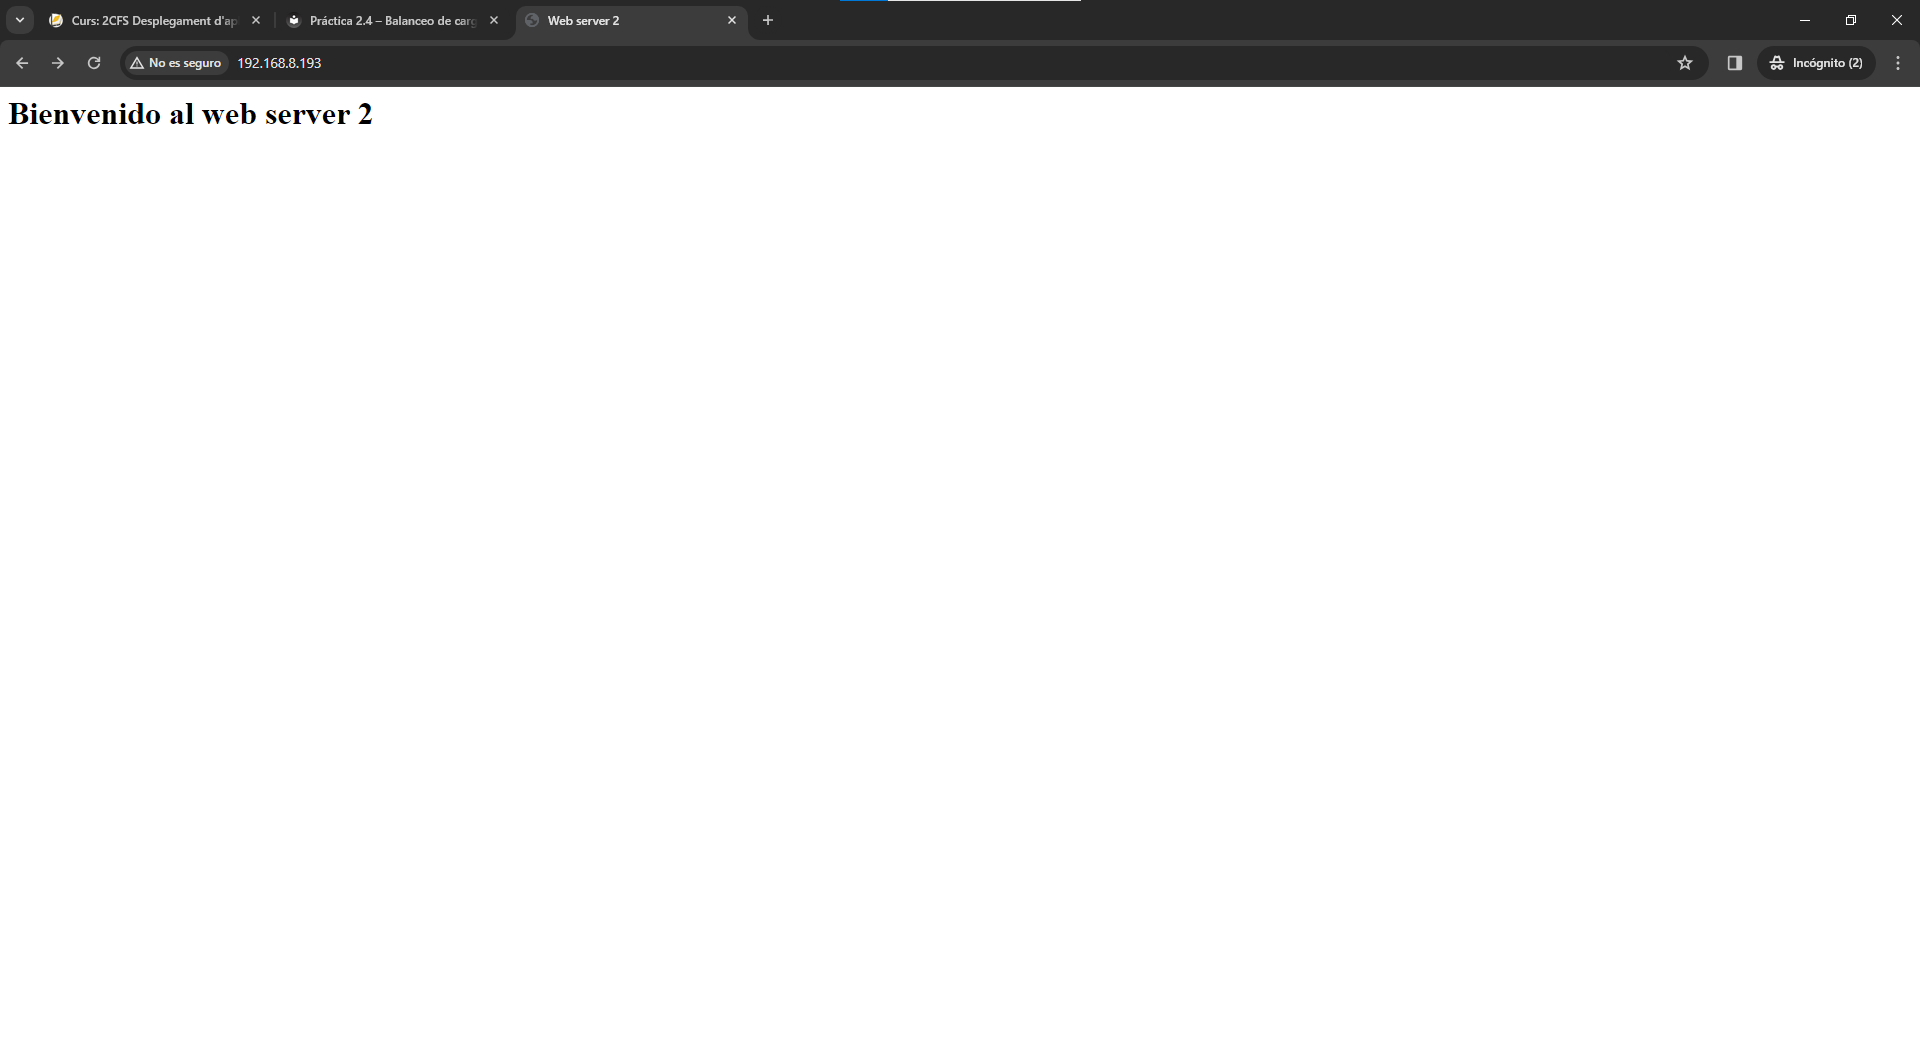 Curs: 2CFS Desplegament d'ap
Práctica 2.4 – Balanceo de carg
Web server 2
No es seguro
192.168.8.193
Incógnito (2)
Bienvenido al web server 2